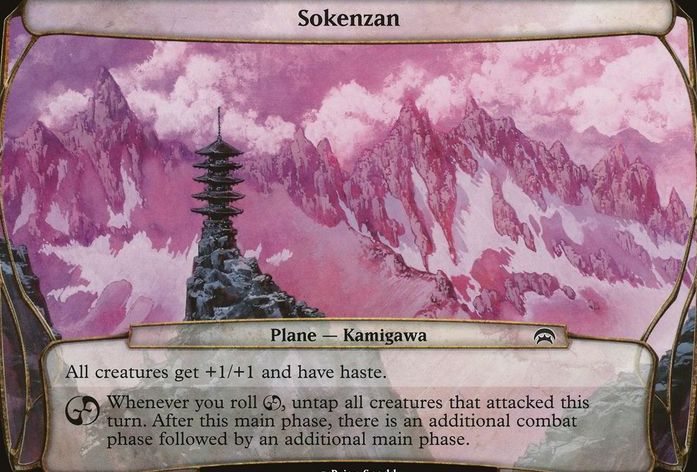 Sokenzan
Plane — Kamigawa
All creatures get +1/+1 and have haste.
Whenever you roll , untap all creatures that attacked this
turn. After this main phase, there is an additional combat
phase followed by an additional main phase.